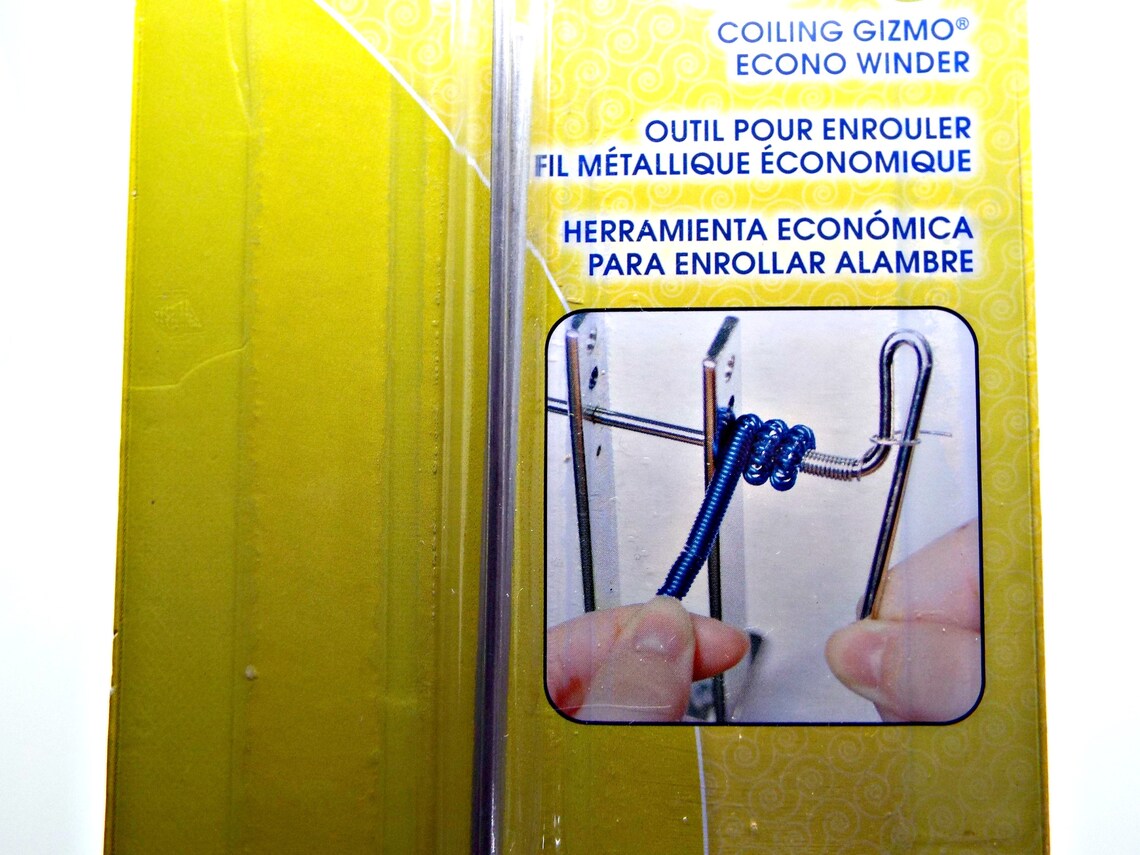 COILING GIZMO®
ECONO WINDER
OUTIL POUR ENROULER
FIL MÉTALLIQUE ÉCONOMIQUE
HERRAMIENTA ECONÓMICA
PARA ENROLLAR ALAMBRE